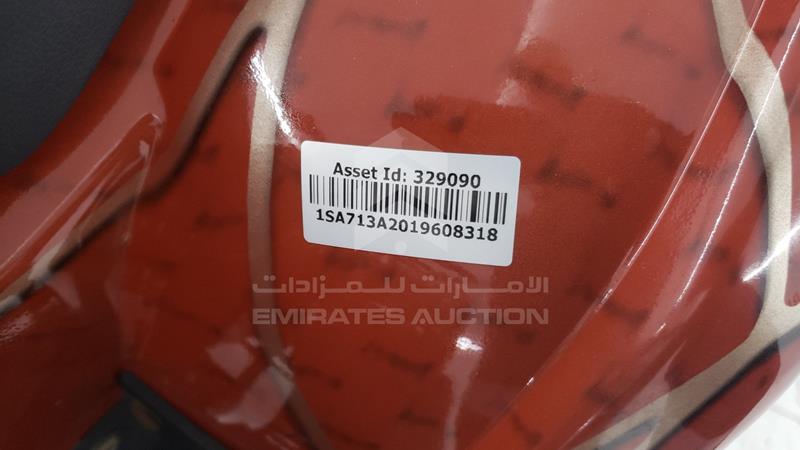 Asset Id: 329090
1SA713A2019608318
الامارات للمزادات
EMIRATES AUCTION